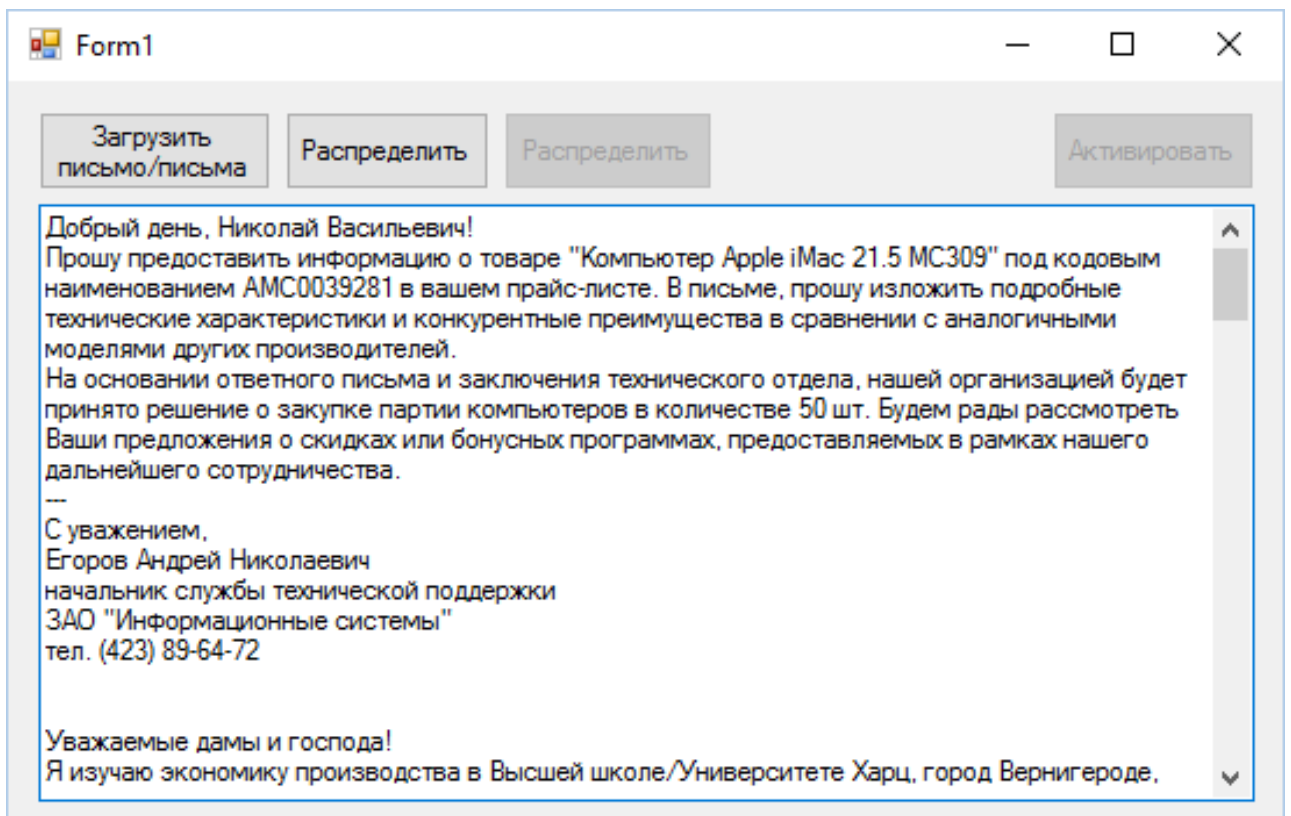 Form1
Загрузить
письмо/письма
Распределить
Распределить
Активировать
Добрый день, Николай Васильевич!
Прошу предоставить информацию о товаре "Компьютер Apple iMac 21.5 MC309" под кодовым
наименованием AMC0039281 в вашем прайс-листе. В письме, прошу изложить подробные
технические характеристики и конкурентные преимущества в сравнении с аналогичными
моделями других производителей.
На основании ответного письма и заключения технического отдела, нашей организацией будет
принято решение о закупке партии компьютеров в количестве 50 шт. Будем рады рассмотреть
Ваши предложения о скидках или бонусных программах, предоставляемых в рамках нашего
дальнейшего сотрудничества.
---
С уважением,
Егоров Андрей Николаевич
начальник службы технической поддержки
ЗАО "Информационные системы"
тел. (423) 89-64-72
Уважаемые дамы и господа!
Я изучаю экономику производства в Высшей школе/Университете Харц, город Вернигероде,